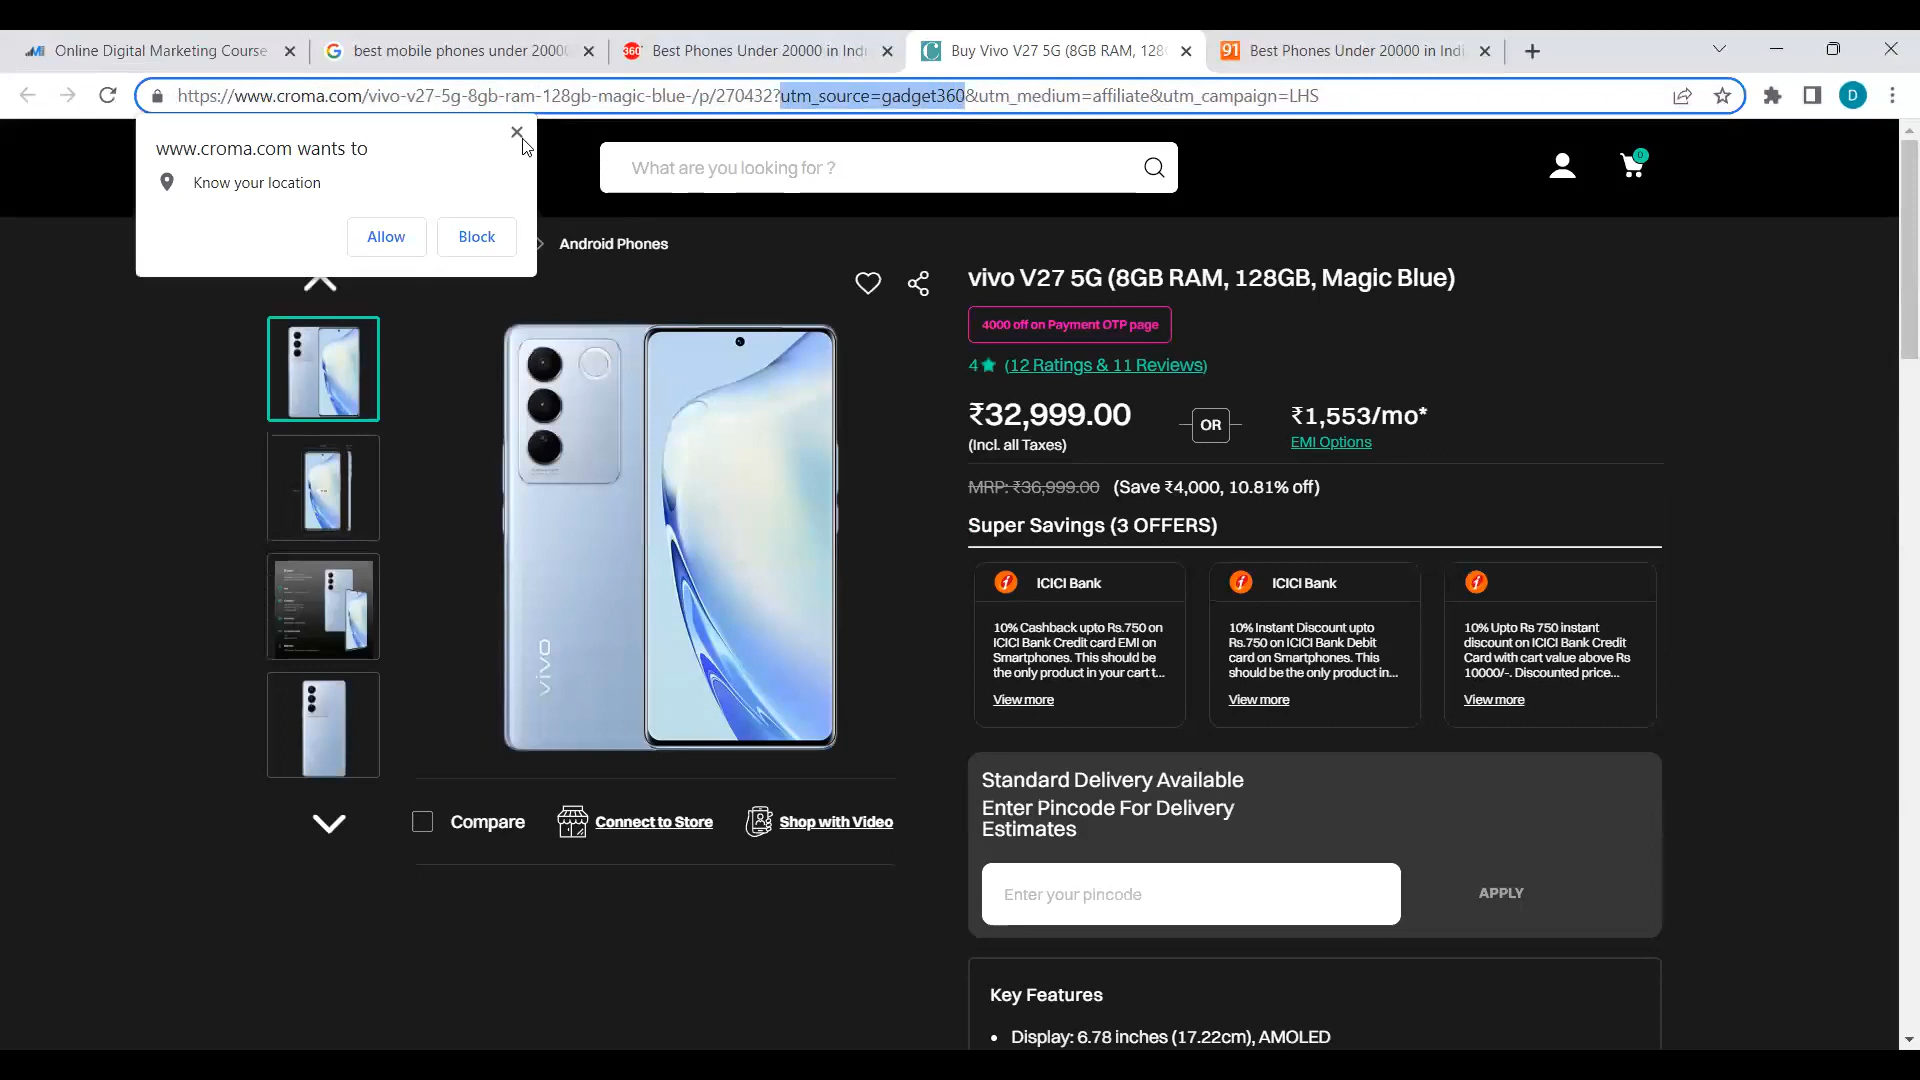 Online Digital Marketing Course
best mobile phones under 2000
Best Phones Under 20000 in Indi
Buy Vivo V27 5G (8GB RAM, 128
91
Best Phones Under 20000 in Indi
https://www.croma.com/vivo-v27-5g-8gb-ram-128gb-magic-blue-/p/270432?utm_source=gadget360&utm_medium=affiliate&utm_campaign=LHS
D
www.croma.com wants to
Know your location
Allow
Block
What are you looking for ?
0
Android Phones
vivo V27 5G (8GB RAM, 128GB, Magic Blue)
4000 off on Payment OTP page
4★ (12 Ratings & 11 Reviews)
₹32,999.00
OR
₹1,553/mo*
(Incl. all Taxes)
EMI Options
MRP: ₹36,999.00 (Save ₹4,000, 10.81% off)
Super Savings (3 OFFERS)
ICICI Bank
10% Cashback upto Rs.750 on
ICICI Bank Credit card EMI on
Smartphones. This should be
the only product in your cart t...
View more
ICICI Bank
10% Instant Discount upto
Rs.750 on ICICI Bank Debit
card on Smartphones. This
should be the only product in...
View more
10% Upto Rs 750 instant
discount on ICICI Bank Credit
Card with cart value above Rs
10000/-. Discounted price...
View more
vivo
Compare
Connect to Store
Shop with Video
Standard Delivery Available
Enter Pincode For Delivery
Estimates
Enter your pincode
APPLY
Key Features
• Display: 6.78 inches (17.22cm), AMOLED